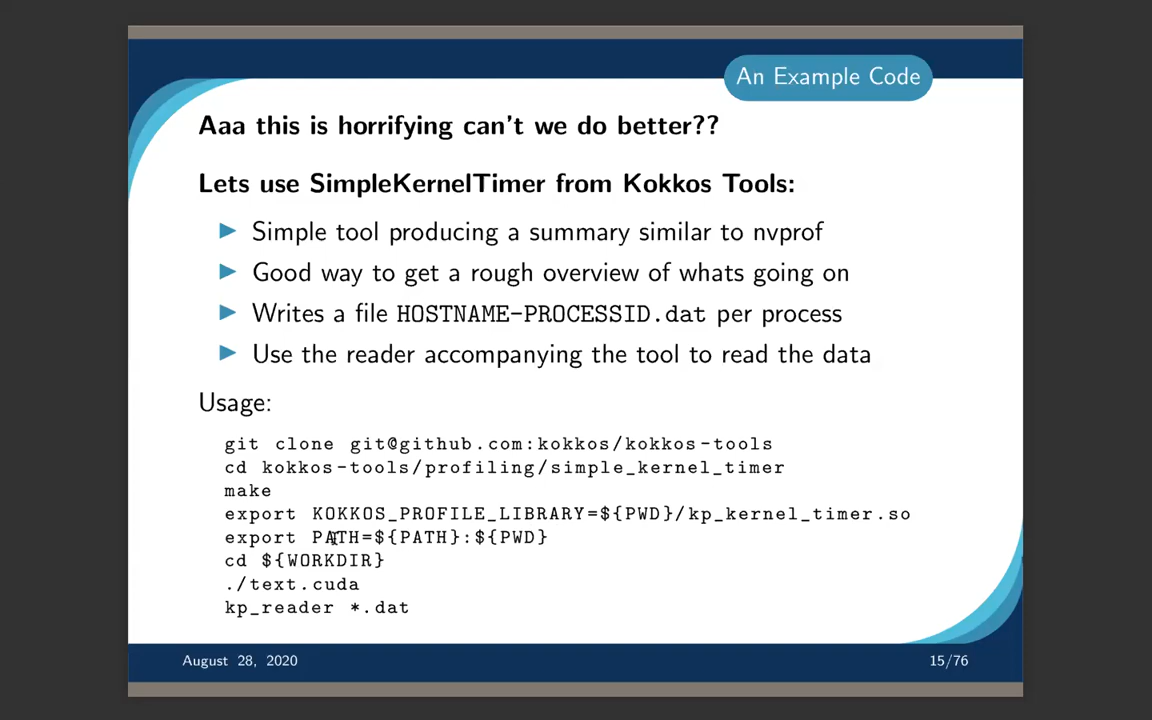 An Example Code
Aaa this is horrifying can't we do better??
Lets use SimpleKernelTimer from Kokkos Tools:
Simple tool producing a summary similar to nvprof
Good way to get a rough overview of whats going on
Writes a file HOSTNAME-PROCESSID.dat per process
Use the reader accompanying the tool to read the data
Usage:
git clone git@github.com:kokkos/kokkos-tools
cd kokkos-tools/profiling/simple_kernel_timer
make
export KOKKOS_PROFILE_LIBRARY=${PWD}/kp_kernel_timer.so
export PATH=${PATH}:${PWD}
cd ${WORKDIR}
./text.cuda
kp_reader *.dat
August 28, 2020
15/76